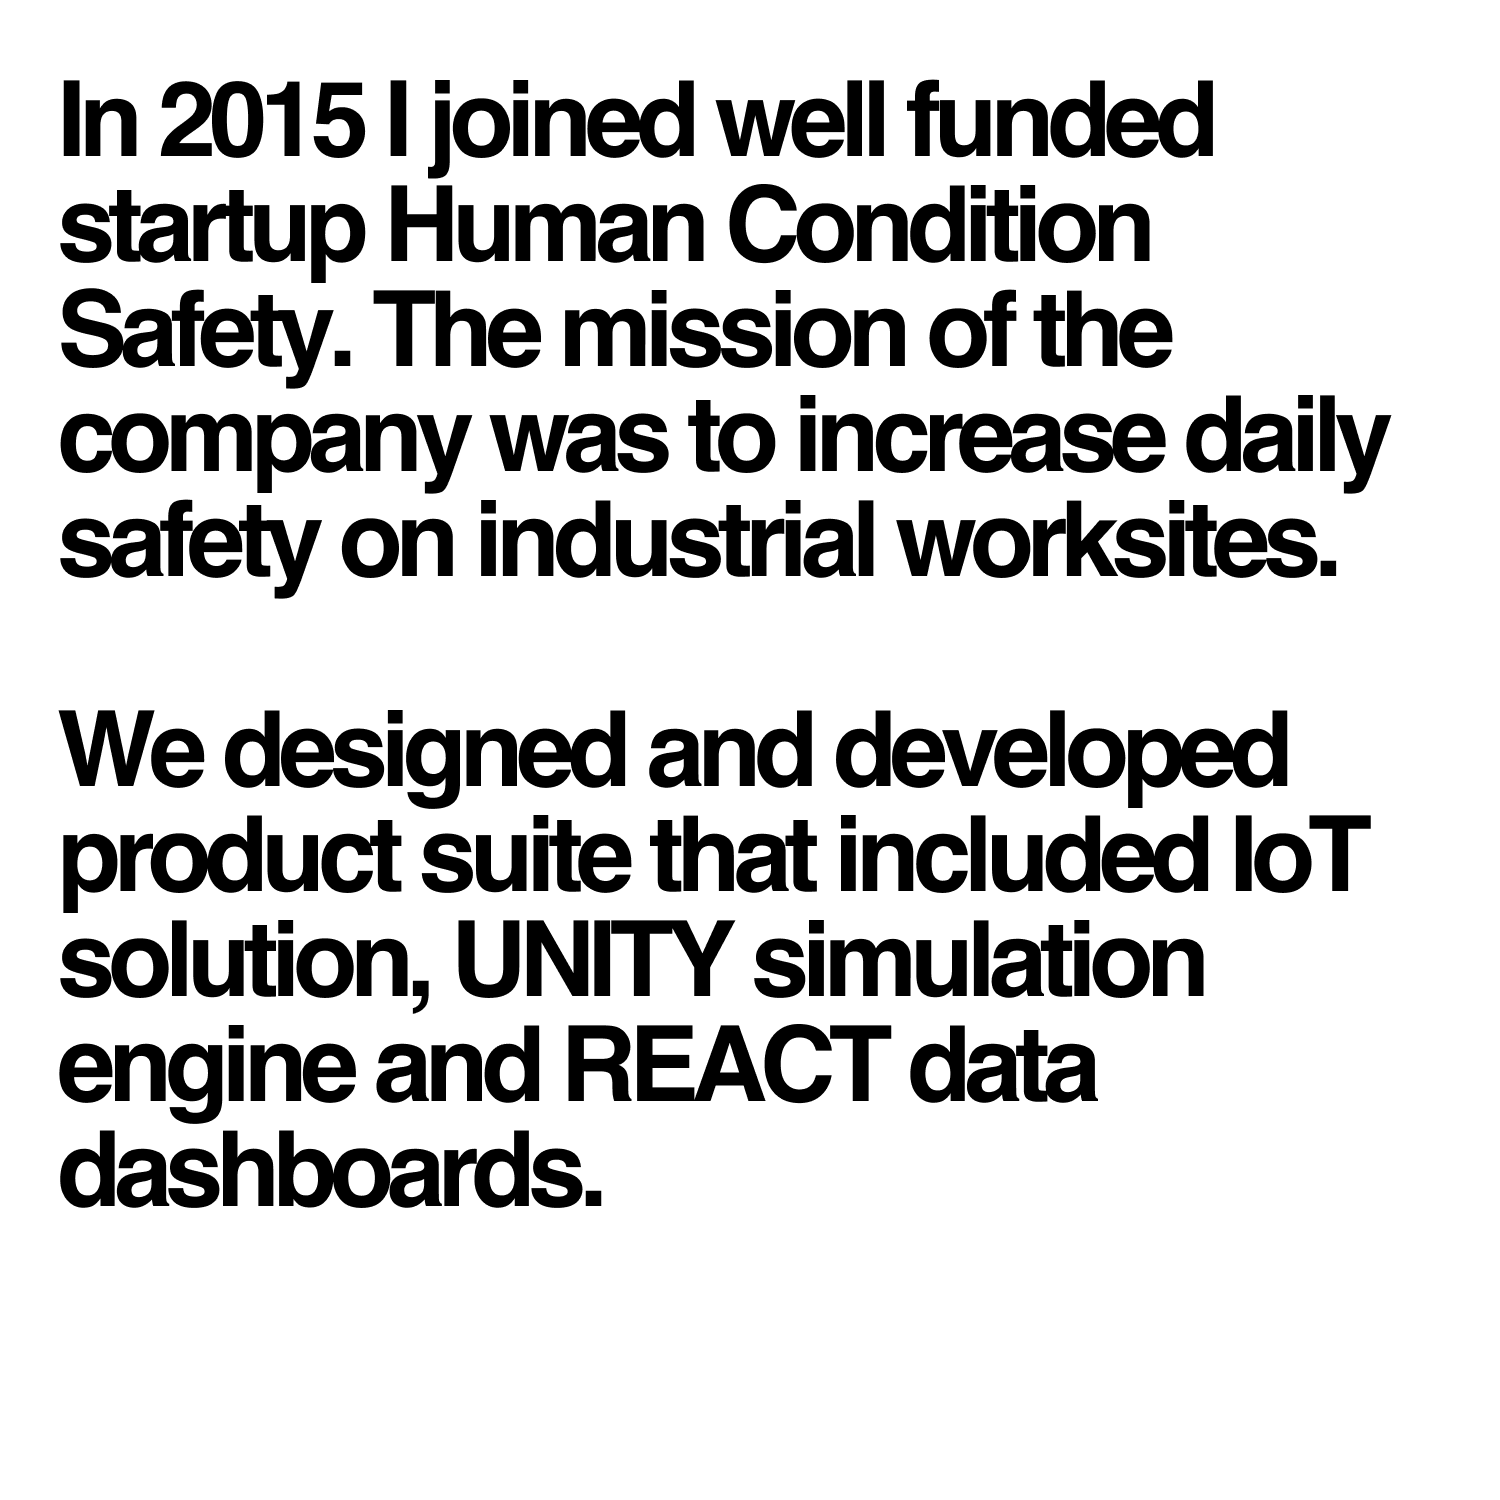 In 2015 I joined well funded
startup Human Condition
Safety. The mission of the
company was to increase daily
safety on industrial worksites.
We designed and developed
product suite that included IoT
solution, UNITY simulation
engine and REACT data
dashboards.